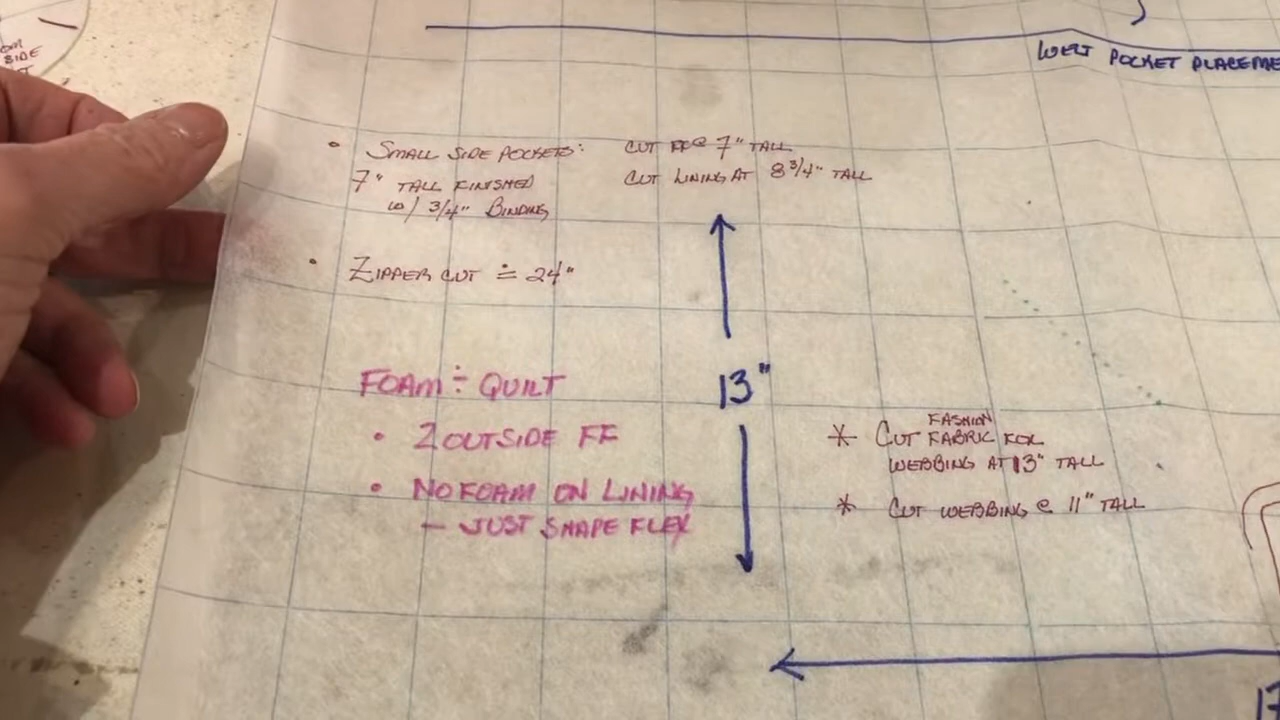 SIDE
WELT POCKET PLACEME
• SMALL SIDE POCKETS:
7" TALL FINISHED
w/ 3/4" BINDING
CUT FF@ 7" TALL
CUT LINING AT 8 3/4" TALL
• ZIPPER CUT ≐ 24"
FOAM ÷ QUILT
• 2 OUTSIDE FF
• NO FOAM ON LINING
- JUST SHAPE FLEX
13"
* CUT FASHION FABRIC FOR
WEBBING AT 13" TALL
* CUT WEBBING @ 11" TALL